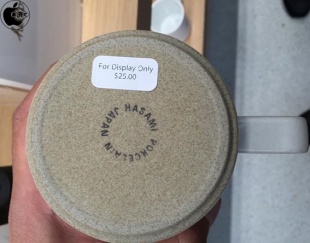 For Display Only
$25.00
HASAMI PORCELAIN JAPAN